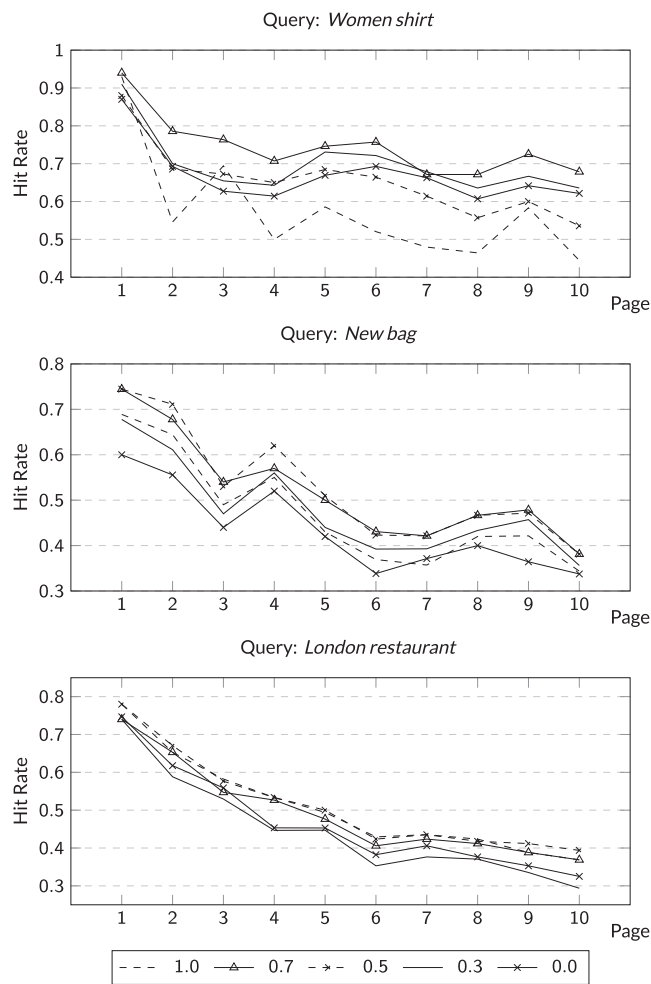 Query: Women shirt
1
0.9
0.8
0.7
0.6
0.5
0.4
Hit Rate
1 2 3 4 5 6 7 8 9 10
Page
Query: New bag
0.8
0.7
0.6
0.5
0.4
0.3
Hit Rate
1 2 3 4 5 6 7 8 9 10
Page
Query: London restaurant
0.8
0.7
0.6
0.5
0.4
0.3
Hit Rate
1 2 3 4 5 6 7 8 9 10
Page
1.0 0.7 0.5 0.3 0.0